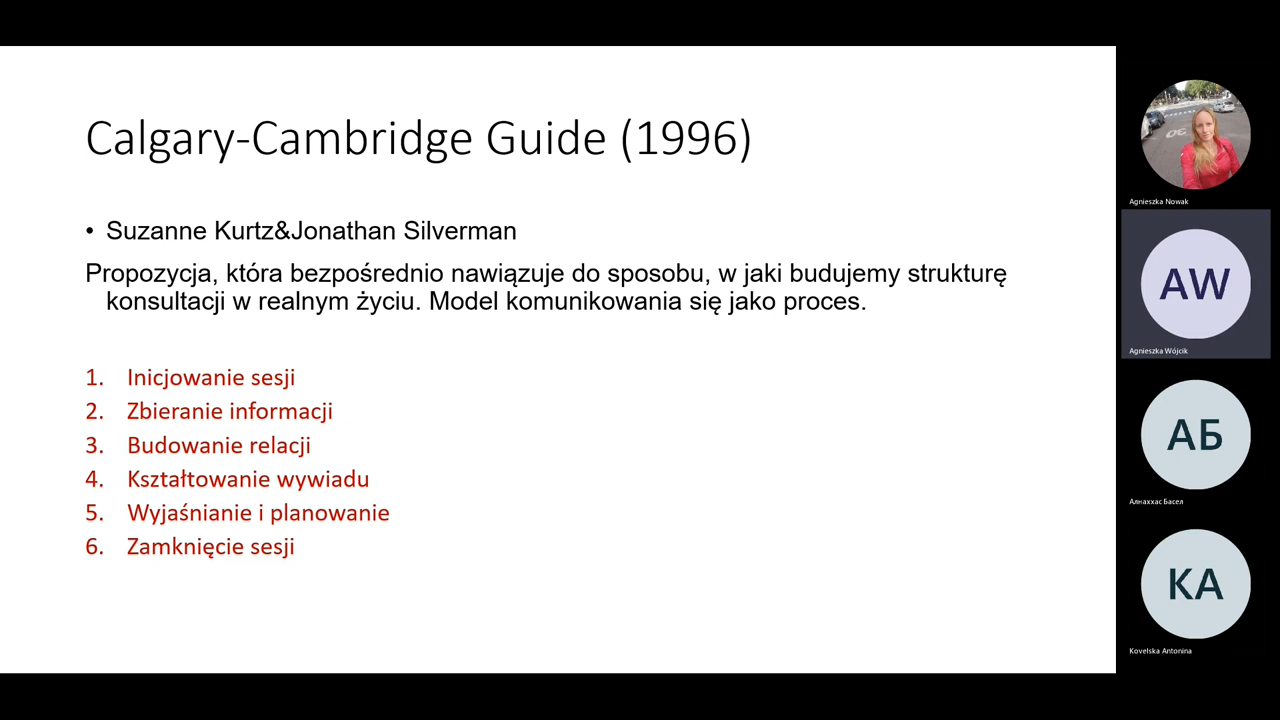 Calgary-Cambridge Guide (1996)
• Suzanne Kurtz&Jonathan Silverman
Propozycja, która bezpośrednio nawiązuje do sposobu, w jaki budujemy strukturę
konsultacji w realnym życiu. Model komunikowania się jako proces.
1. Inicjowanie sesji
2. Zbieranie informacji
3. Budowanie relacji
4. Kształtowanie wywiadu
5. Wyjaśnianie i planowanie
6. Zamknięcie sesji
Agnieszka Nowak
AW
Agnieszka Wójcik
АБ
Алнаххас Басел
KA
Kovelska Antonina